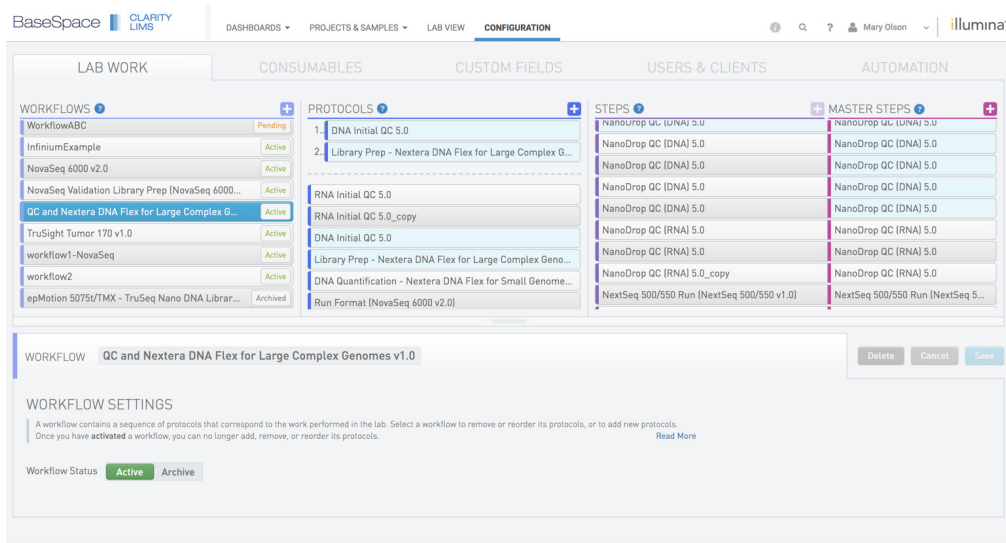 BaseSpace CLARITY LIMS
DASHBOARDS PROJECTS & SAMPLES LAB VIEW CONFIGURATION
? Mary Olson illumina
LAB WORK CONSUMABLES CUSTOM FIELDS USERS & CLIENTS AUTOMATION
WORKFLOWS ? +
WorkflowABC Pending
InfiniumExample Active
NovaSeq 6000 v2.0 Active
NovaSeq Validation Library Prep (NovaSeq 6000... Active
QC and Nextera DNA Flex for Large Complex G... Active
TruSight Tumor 170 v1.0 Active
workflow1-NovaSeq Active
workflow2 Active
epMotion 5075t/TMX - TruSeq Nano DNA Librar... Archived
PROTOCOLS ? +
1.. DNA Initial QC 5.0
2.. Library Prep - Nextera DNA Flex for Large Complex G...
RNA Initial QC 5.0
RNA Initial QC 5.0_copy
DNA Initial QC 5.0
Library Prep - Nextera DNA Flex for Large Complex Geno...
DNA Quantification - Nextera DNA Flex for Small Genome...
Run Format (NovaSeq 6000 v2.0)
STEPS ? +
NanoDrop QC (DNA) 5.0
NanoDrop QC (DNA) 5.0
NanoDrop QC (DNA) 5.0
NanoDrop QC (DNA) 5.0
NanoDrop QC (DNA) 5.0
NanoDrop QC (RNA) 5.0
NanoDrop QC (RNA) 5.0
NanoDrop QC (RNA) 5.0_copy
NextSeq 500/550 Run (NextSeq 500/550 v1.0)
MASTER STEPS ? +
NanoDrop QC (DNA) 5.0
NanoDrop QC (DNA) 5.0
NanoDrop QC (DNA) 5.0
NanoDrop QC (DNA) 5.0
NanoDrop QC (DNA) 5.0
NanoDrop QC (RNA) 5.0
NanoDrop QC (RNA) 5.0
NanoDrop QC (RNA) 5.0
NextSeq 500/550 Run (NextSeq 5...
WORKFLOW QC and Nextera DNA Flex for Large Complex Genomes v1.0 Delete Cancel Save
WORKFLOW SETTINGS
A workflow contains a sequence of protocols that correspond to the work performed in the lab. Select a workflow to remove or reorder its protocols, or to add new protocols.
Once you have activated a workflow, you can no longer add, remove, or reorder its protocols. Read More
Workflow Status Active Archive